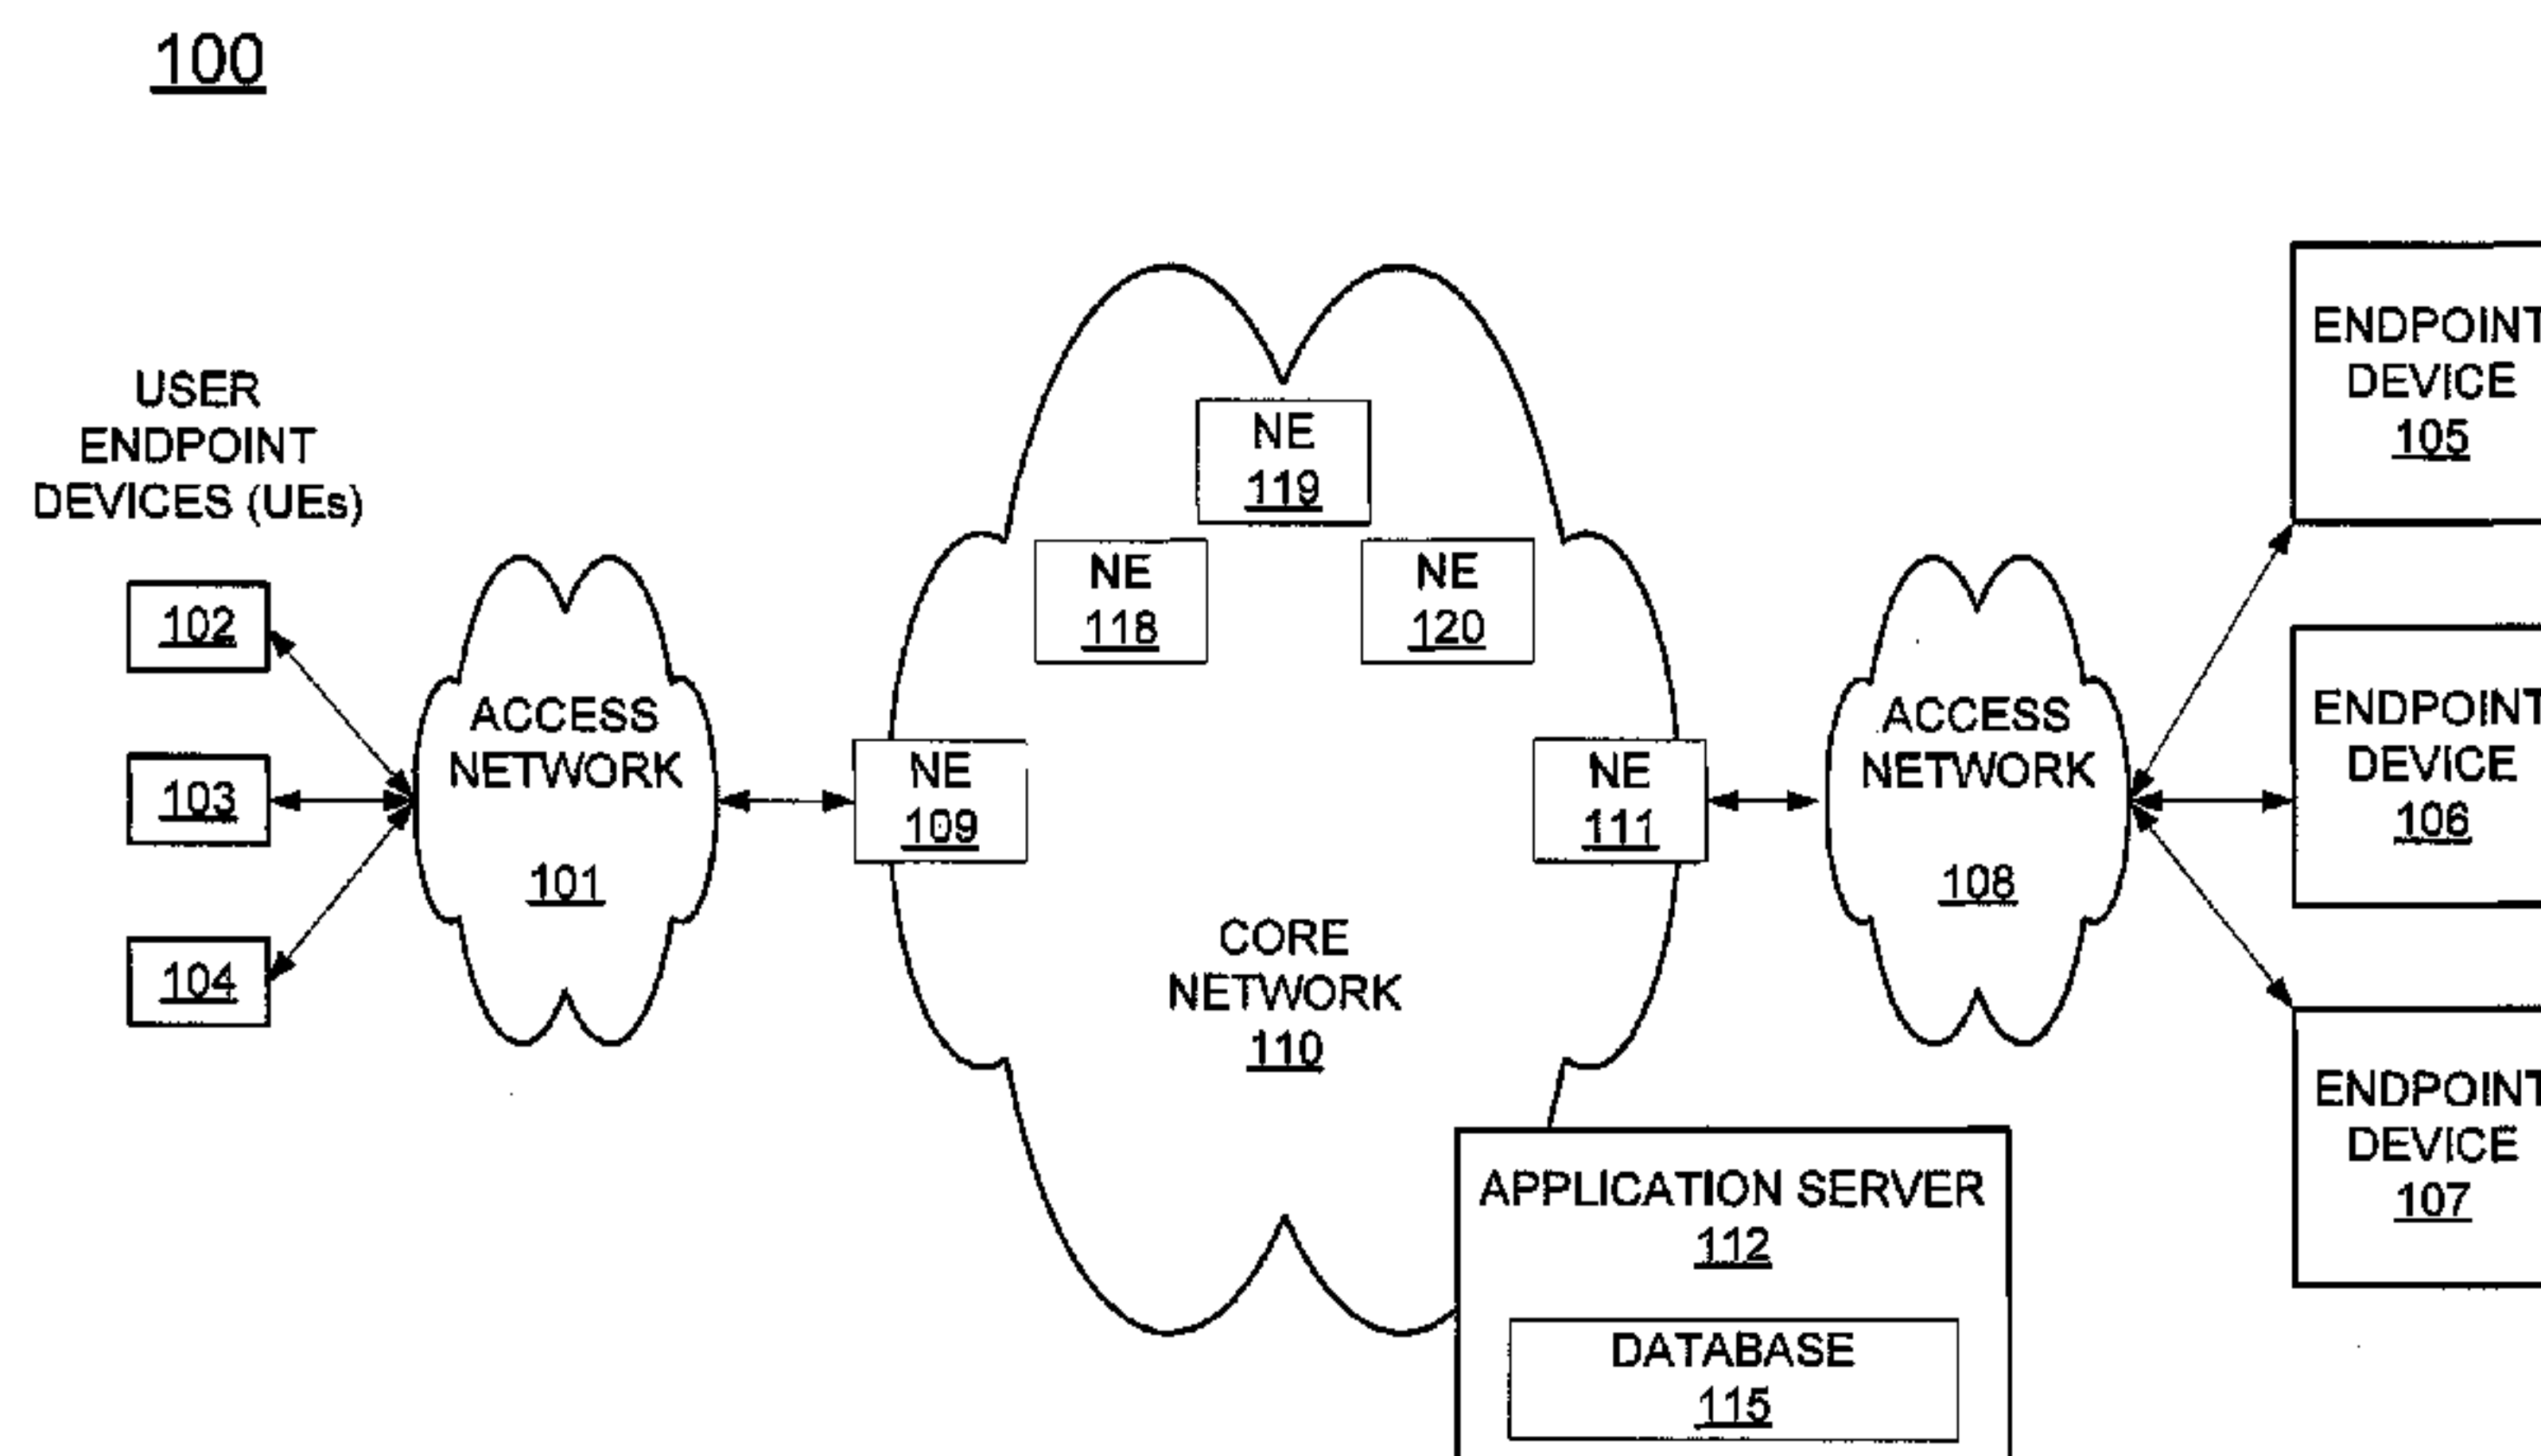 100
USER
ENDPOINT
DEVICES (UEs)
102
103
104
ACCESS
NETWORK
101
NE
119
NE
118
NE
120
NE
109
NE
111
CORE
NETWORK
110
APPLICATION SERVER
112
DATABASE
115
ACCESS
NETWORK
108
ENDPOINT
DEVICE
105
ENDPOINT
DEVICE
106
ENDPOINT
DEVICE
107